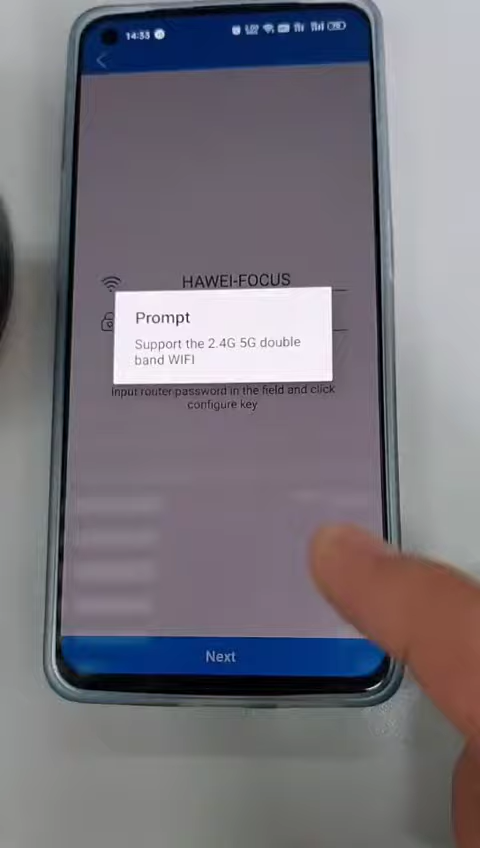 14:33
HAWEI-FOCUS
Prompt
Support the 2.4G 5G double
band WIFI
Input router password in the field and click
configure key
Next